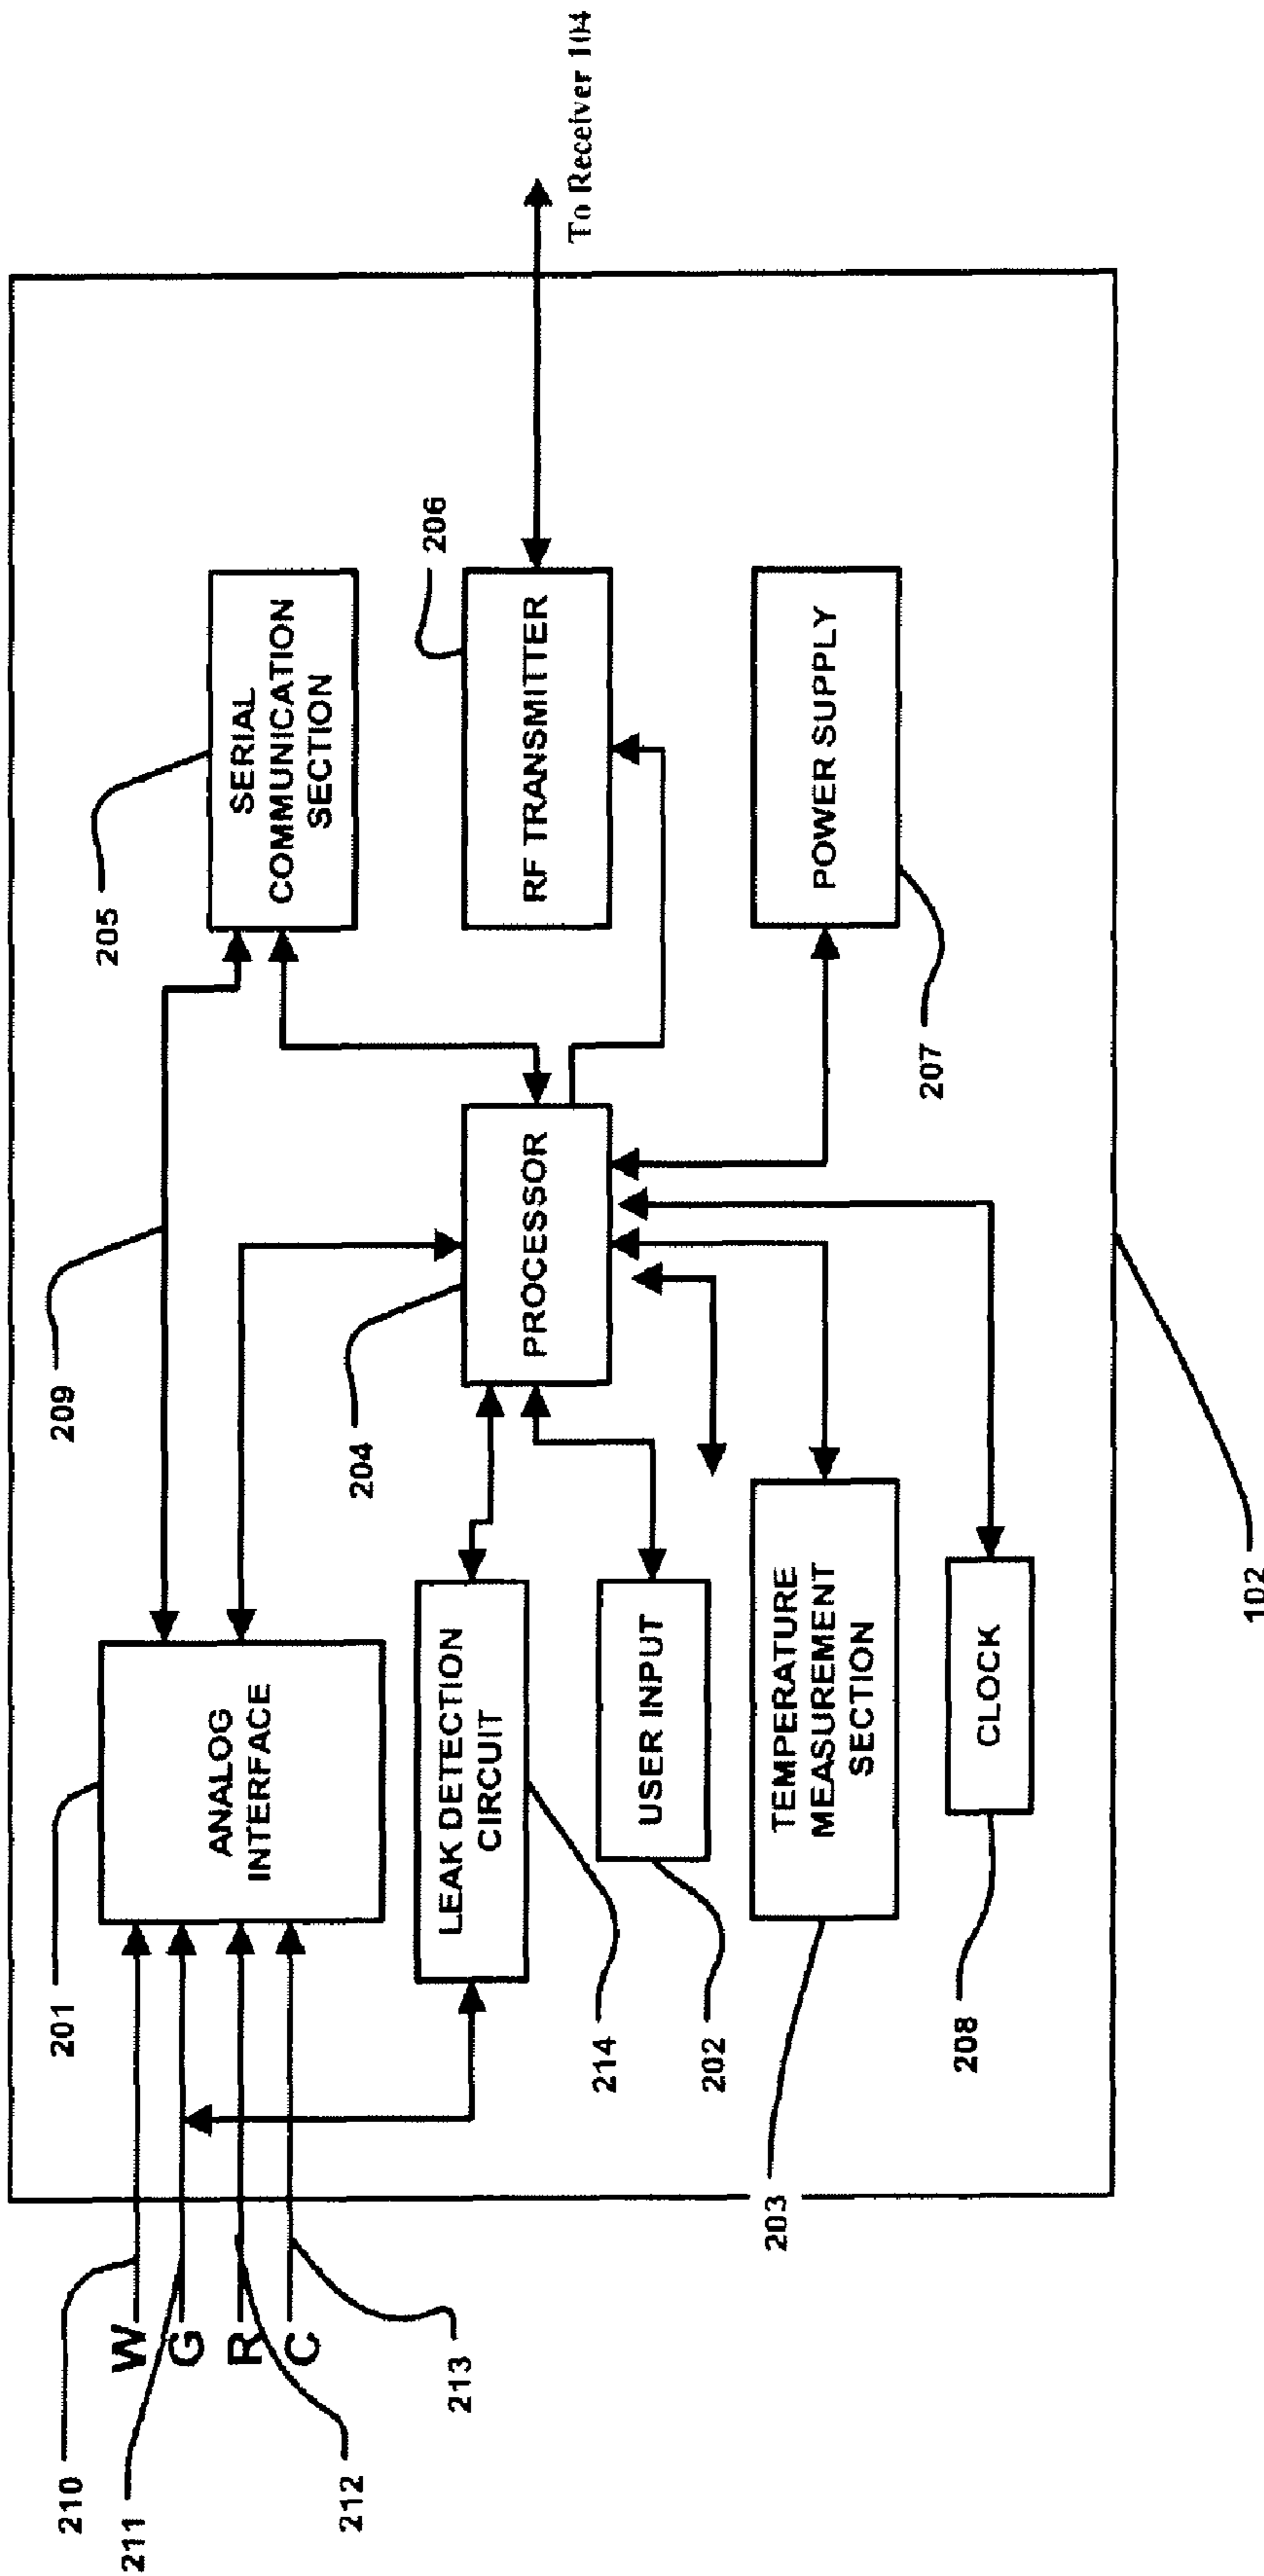 210
W
211
G
212
R
213
C
201
ANALOG
INTERFACE
209
205
SERIAL
COMMUNICATION
SECTION
214
LEAK DETECTION
CIRCUIT
204
PROCESSOR
206
RF TRANSMITTER
To Receiver 104
202
USER INPUT
203
TEMPERATURE
MEASUREMENT
SECTION
207
POWER SUPPLY
208
CLOCK
102